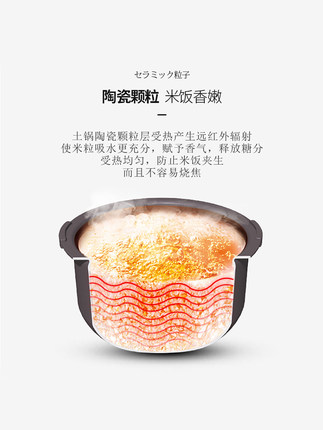 セラミック粒子
陶瓷颗粒 米饭香嫩
土锅陶瓷颗粒层受热产生远红外辐射
使米粒吸水更充分，赋予香气，释放糖分
受热均匀，防止米饭夹生
而且不容易烧焦